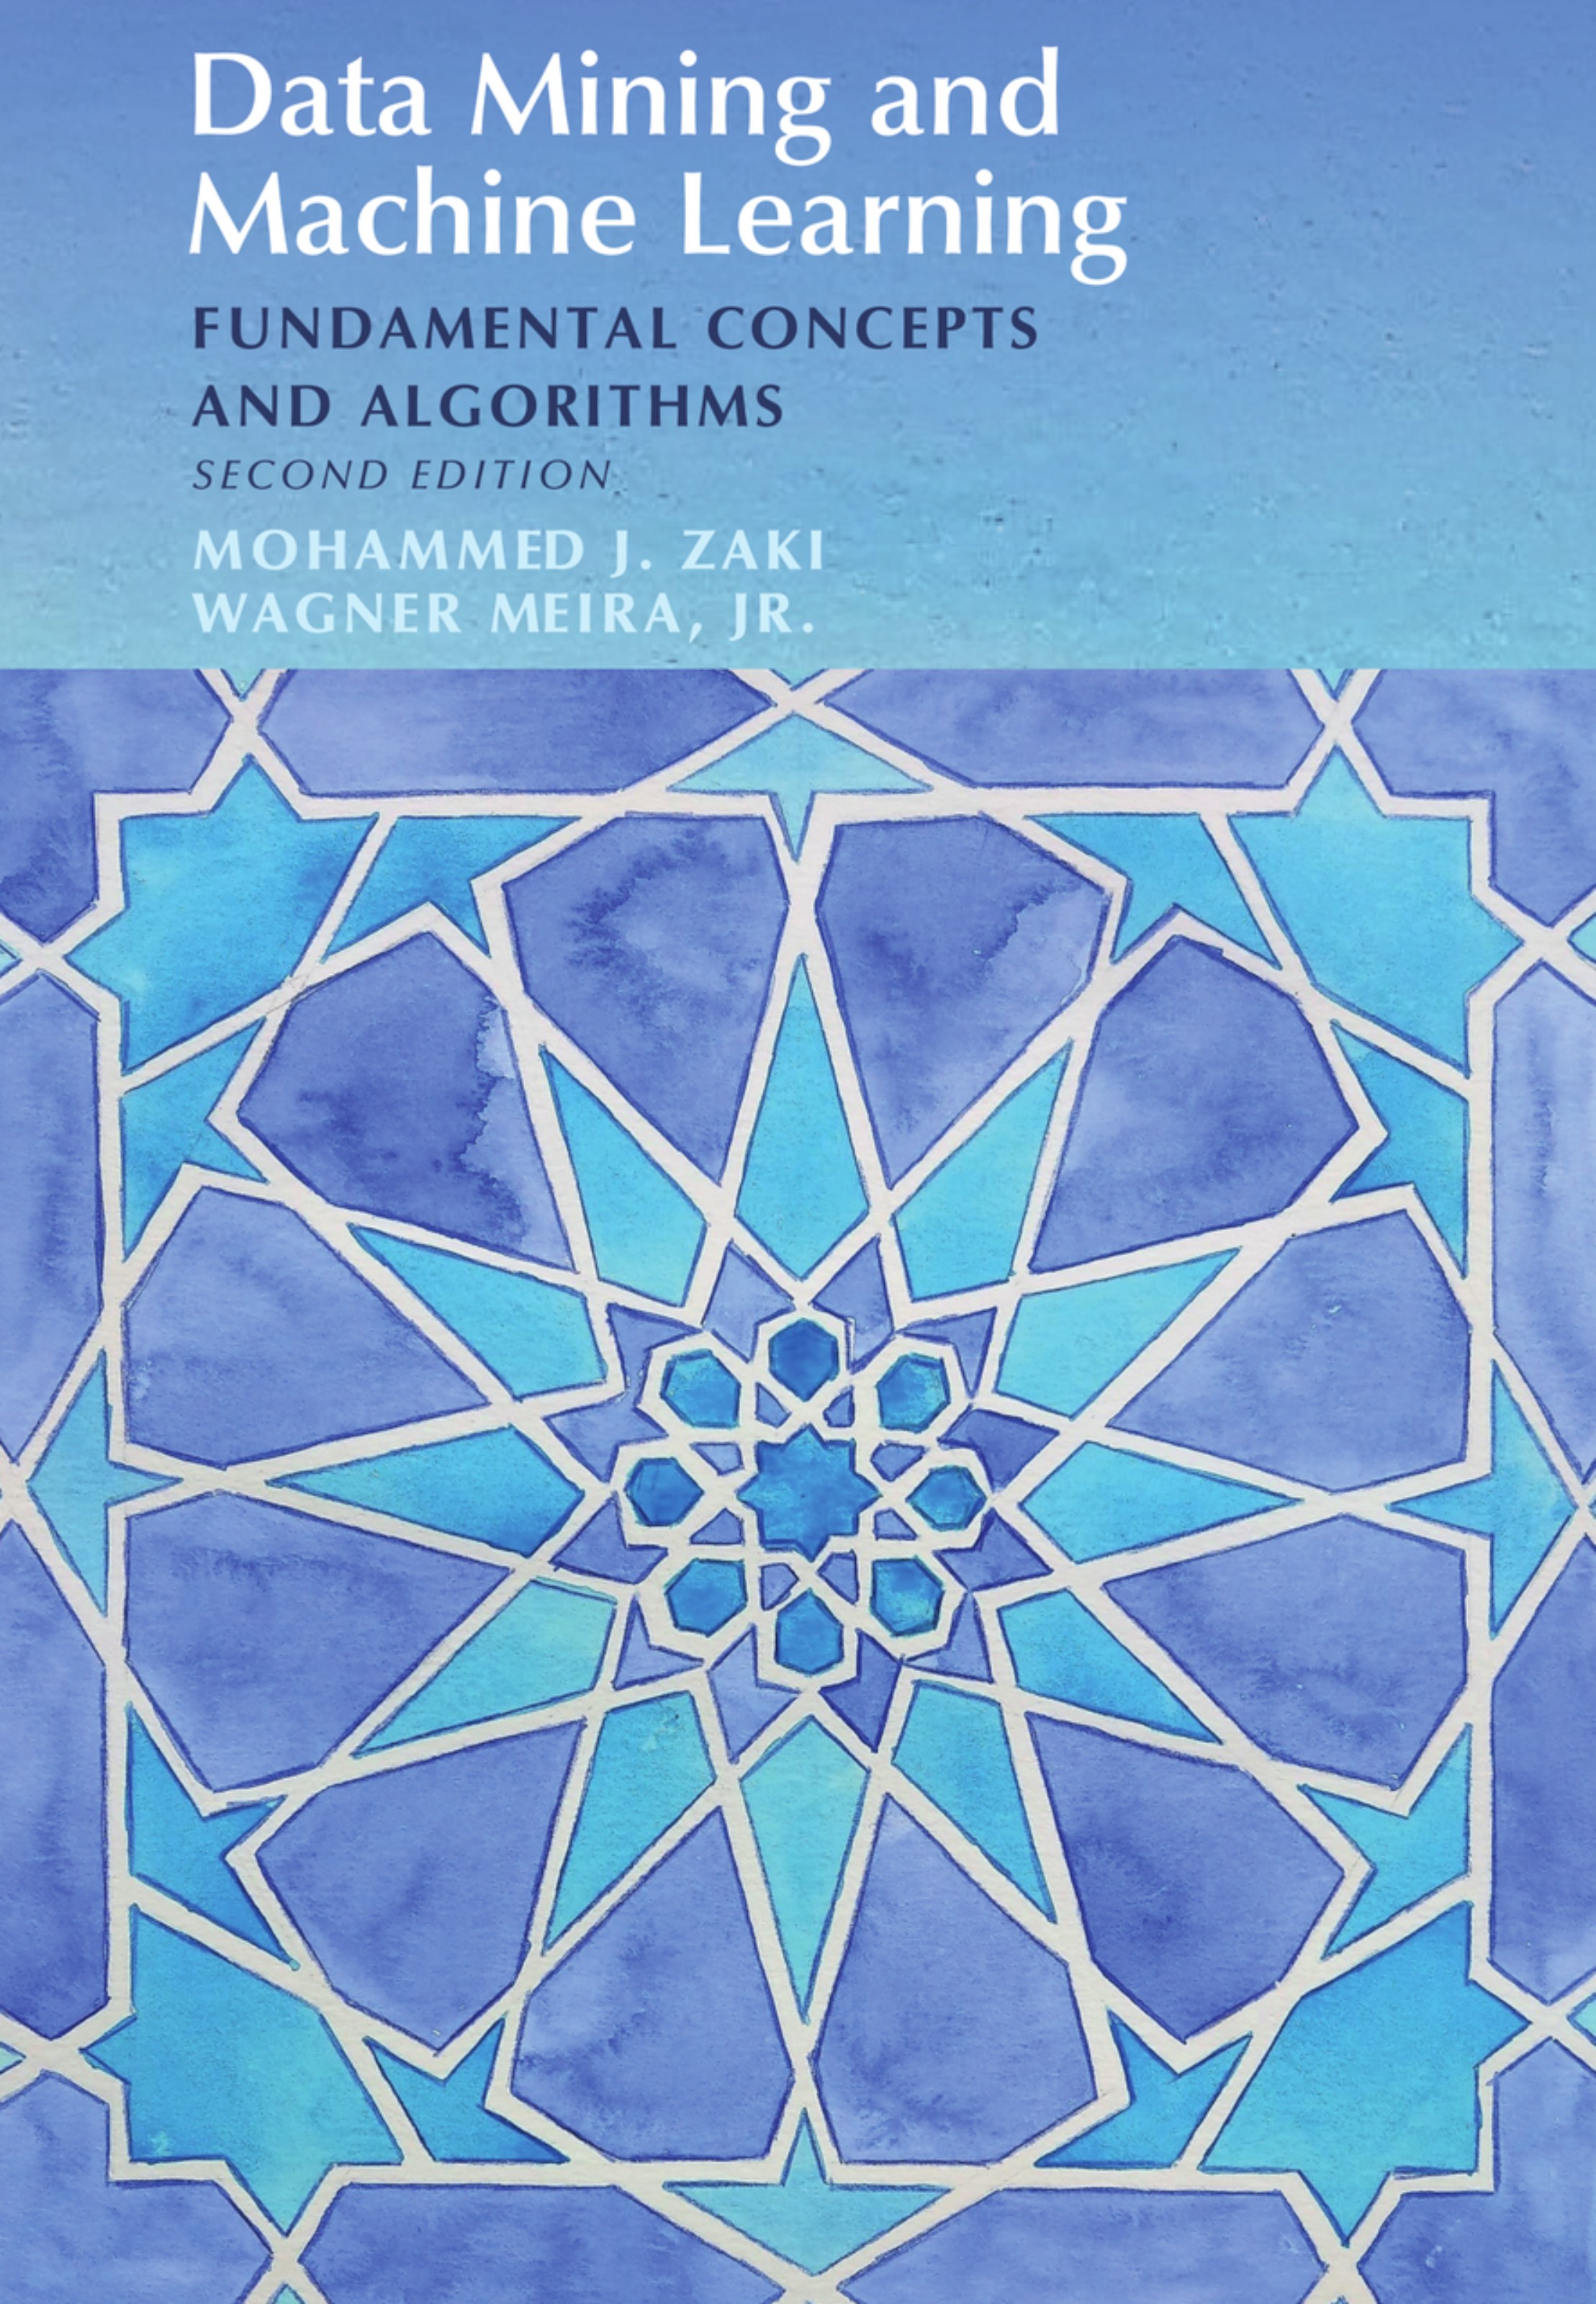 Data Mining and
Machine Learning
FUNDAMENTAL CONCEPTS
AND ALGORITHMS
SECOND EDITION
MOHAMMED J. ZAKI
WAGNER MEIRA, JR.